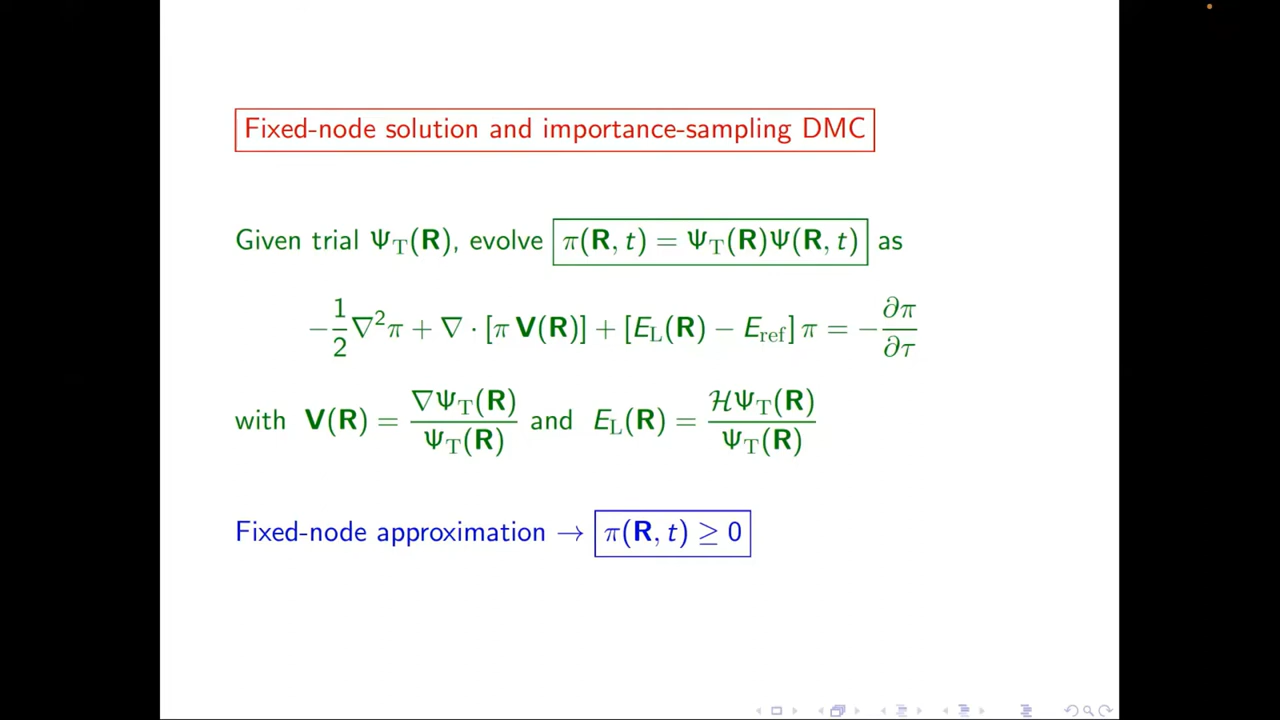 Fixed-node solution and importance-sampling DMC
Given trial Ψ_T(𝐑), evolve π(𝐑, t) = Ψ_T(𝐑)Ψ(𝐑, t) as
−1/2 ∇²π + ∇ · [π 𝐕(𝐑)] + [E_L(𝐑) − E_ref] π = −∂π/∂τ
with 𝐕(𝐑) = ∇Ψ_T(𝐑)/Ψ_T(𝐑) and E_L(𝐑) = ℋΨ_T(𝐑)/Ψ_T(𝐑)
Fixed-node approximation → π(𝐑, t) ≥ 0